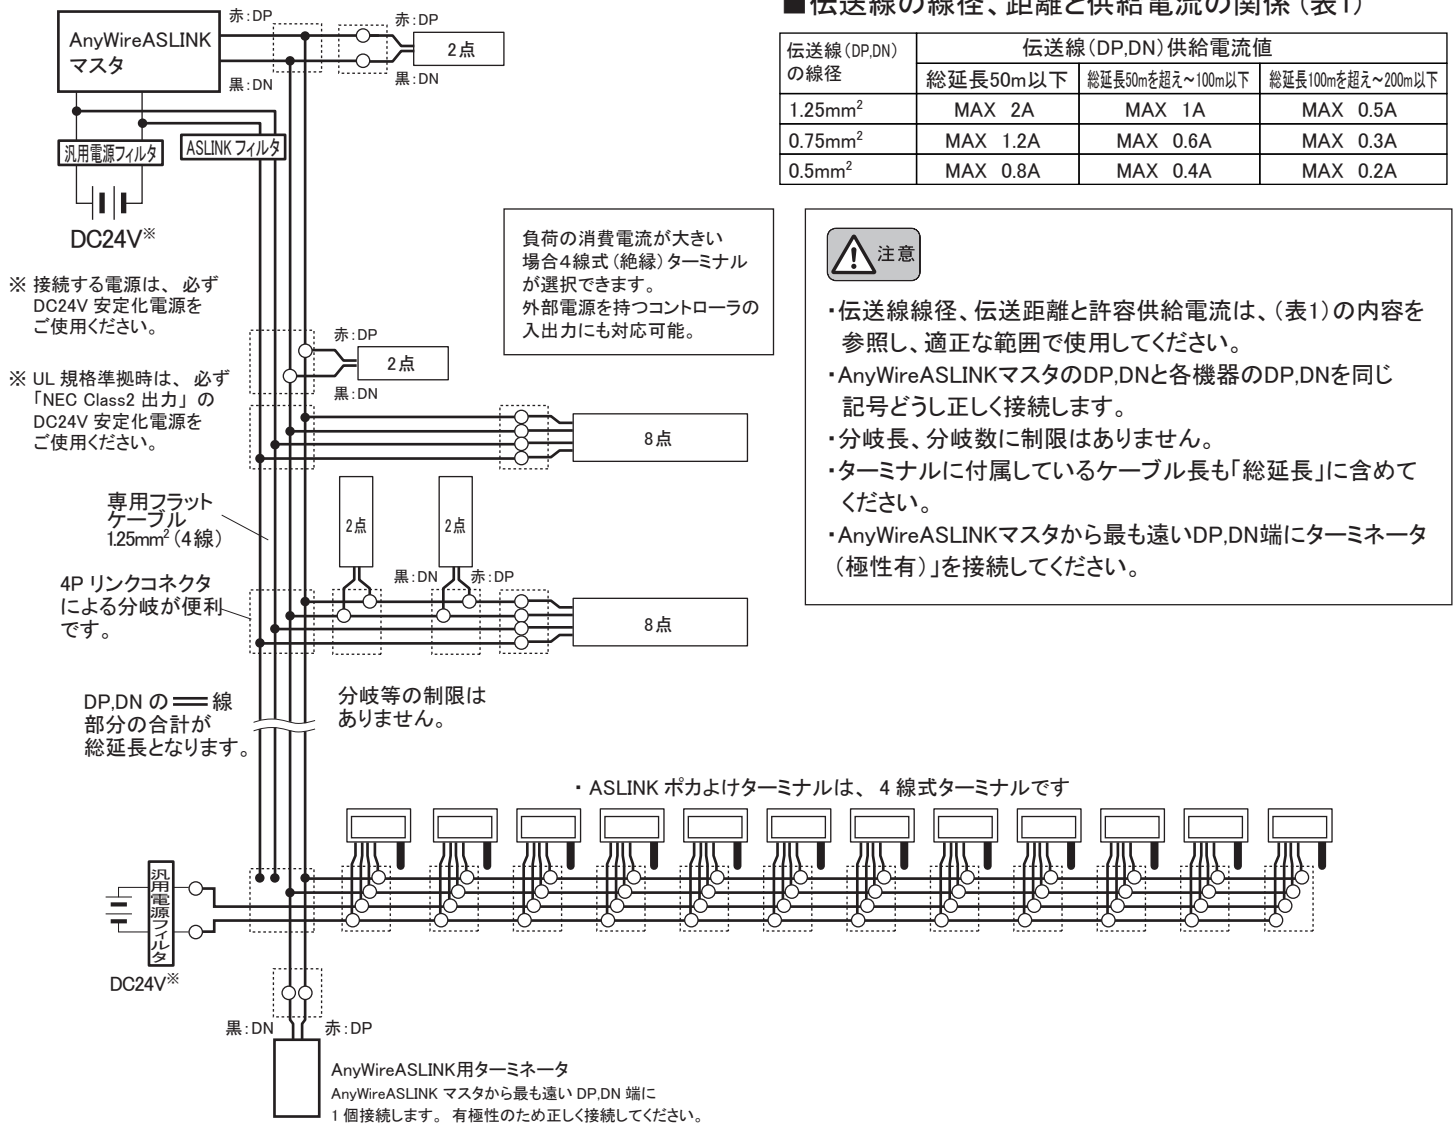 ■伝送線の線径、距離と供給電流の関係(表1)
伝送線(DP,DN)
の線径
伝送線(DP,DN)供給電流値
総延長50m以下
総延長50mを超え~100m以下
総延長100mを超え~200m以下
1.25mm²
MAX 2A
MAX 1A
MAX 0.5A
0.75mm²
MAX 1.2A
MAX 0.6A
MAX 0.3A
0.5mm²
MAX 0.8A
MAX 0.4A
MAX 0.2A
AnyWireASLINK
マスタ
赤:DP
黒:DN
赤:DP
黒:DN
2点
汎用電源フィルタ
ASLINK フィルタ
DC24V※
※ 接続する電源は、必ず
DC24V 安定化電源を
ご使用ください。
※ UL 規格準拠時は、必ず
「NEC Class2 出力」の
DC24V 安定化電源を
ご使用ください。
負荷の消費電流が大きい
場合4線式(絶縁)ターミナル
が選択できます。
外部電源を持つコントローラの
入出力にも対応可能。
注意
・伝送線線径、伝送距離と許容供給電流は、(表1)の内容を
参照し、適正な範囲で使用してください。
・AnyWireASLINKマスタのDP,DNと各機器のDP,DNを同じ
記号どうし正しく接続します。
・分岐長、分岐数に制限はありません。
・ターミナルに付属しているケーブル長も「総延長」に含めて
ください。
・AnyWireASLINKマスタから最も遠いDP,DN端にターミネータ
(極性有)」を接続してください。
赤:DP
2点
黒:DN
8点
専用フラット
ケーブル
1.25mm²(4線)
2点
2点
黒:DN
赤:DP
4P リンクコネクタ
による分岐が便利
です。
8点
DP,DN の 線
部分の合計が
総延長となります。
分岐等の制限は
ありません。
・ASLINK ポカよけターミナルは、4 線式ターミナルです
汎用電源フィルタ
DC24V※
黒:DN
赤:DP
AnyWireASLINK用ターミネータ
AnyWireASLINK マスタから最も遠い DP,DN 端に
1 個接続します。有極性のため正しく接続してください。